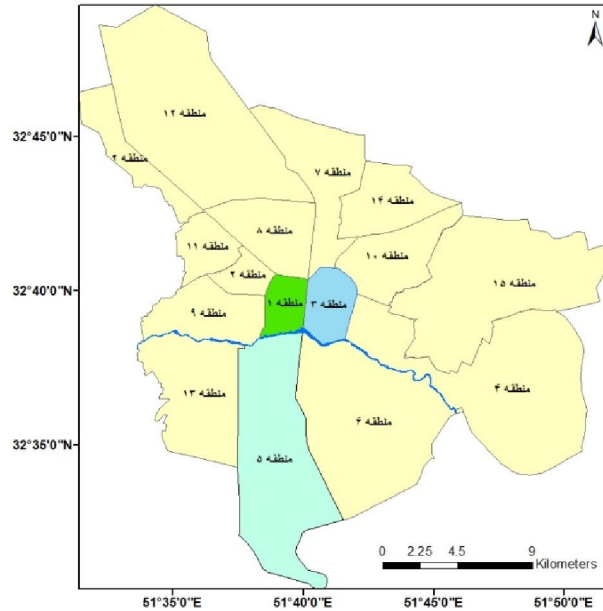 N
منطقه ۱۲
32°45'0"N
منطقه ۲
منطقه ۷
منطقه ۱۴
منطقه ۸
منطقه ۱۱
منطقه ۱۰
منطقه ۲
منطقه ۱۵
32°40'0"N
منطقه ۹
منطقه ۱
منطقه ۳
منطقه ۱۳
منطقه ۶
منطقه ۴
32°35'0"N
منطقه ۵
0 2.25 4.5 9
Kilometers
51°35'0"E 51°40'0"E 51°45'0"E 51°50'0"E